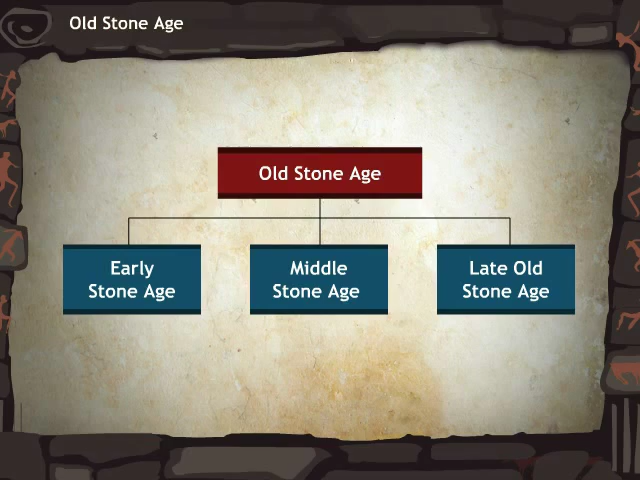 Old Stone Age
Old Stone Age
Early
Stone Age
Middle
Stone Age
Late Old
Stone Age